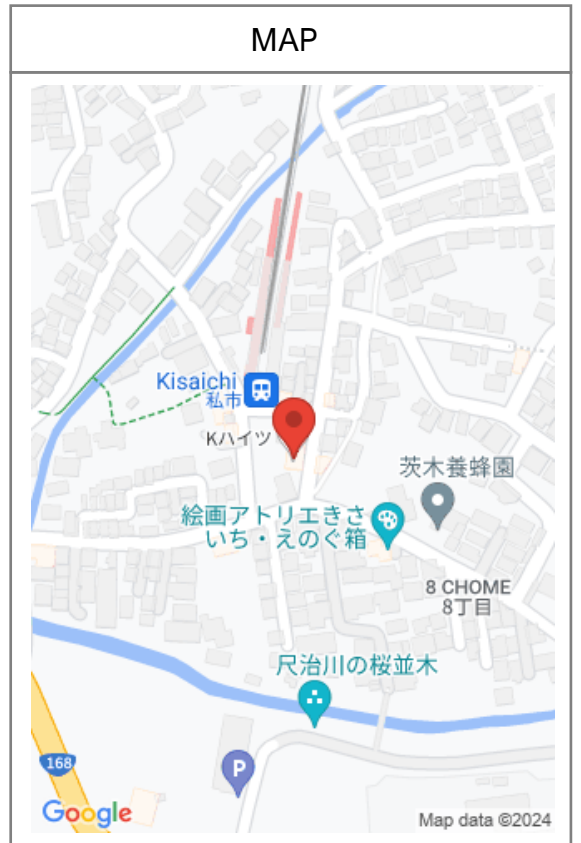 MAP
Kisaichi
私市
Kハイツ
茨木養蜂園
絵画アトリエきさ
いち・えのぐ箱
8 CHOME
8丁目
尺治川の桜並木
P
168
Google
Map data ©2024